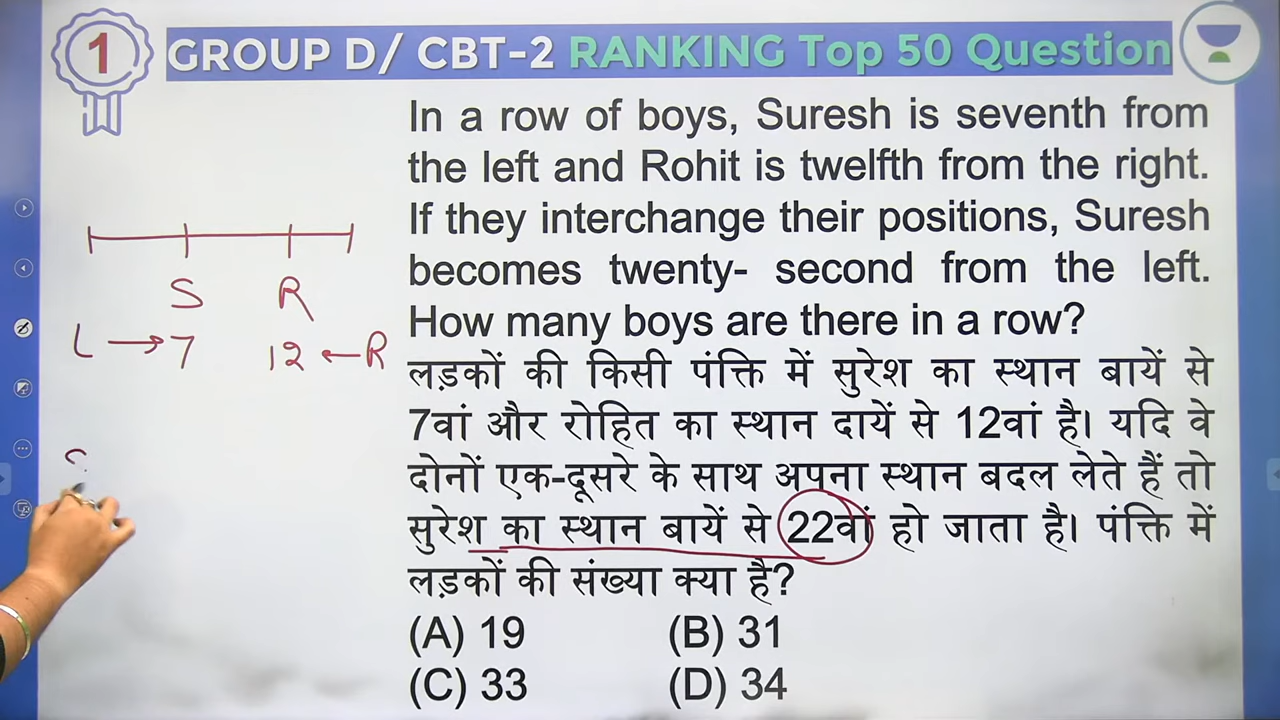 1
GROUP D/ CBT-2 RANKING Top 50 Question
In a row of boys, Suresh is seventh from
the left and Rohit is twelfth from the right.
If they interchange their positions, Suresh
becomes twenty- second from the left.
How many boys are there in a row?
लड़कों की किसी पंक्ति में सुरेश का स्थान बायें से
7वां और रोहित का स्थान दायें से 12वां है। यदि वे
दोनों एक-दूसरे के साथ अपना स्थान बदल लेते हैं तो
सुरेश का स्थान बायें से 22वां हो जाता है। पंक्ति में
लड़कों की संख्या क्या है?
(A) 19 (B) 31
(C) 33 (D) 34
S R
L → 7 12 ← R